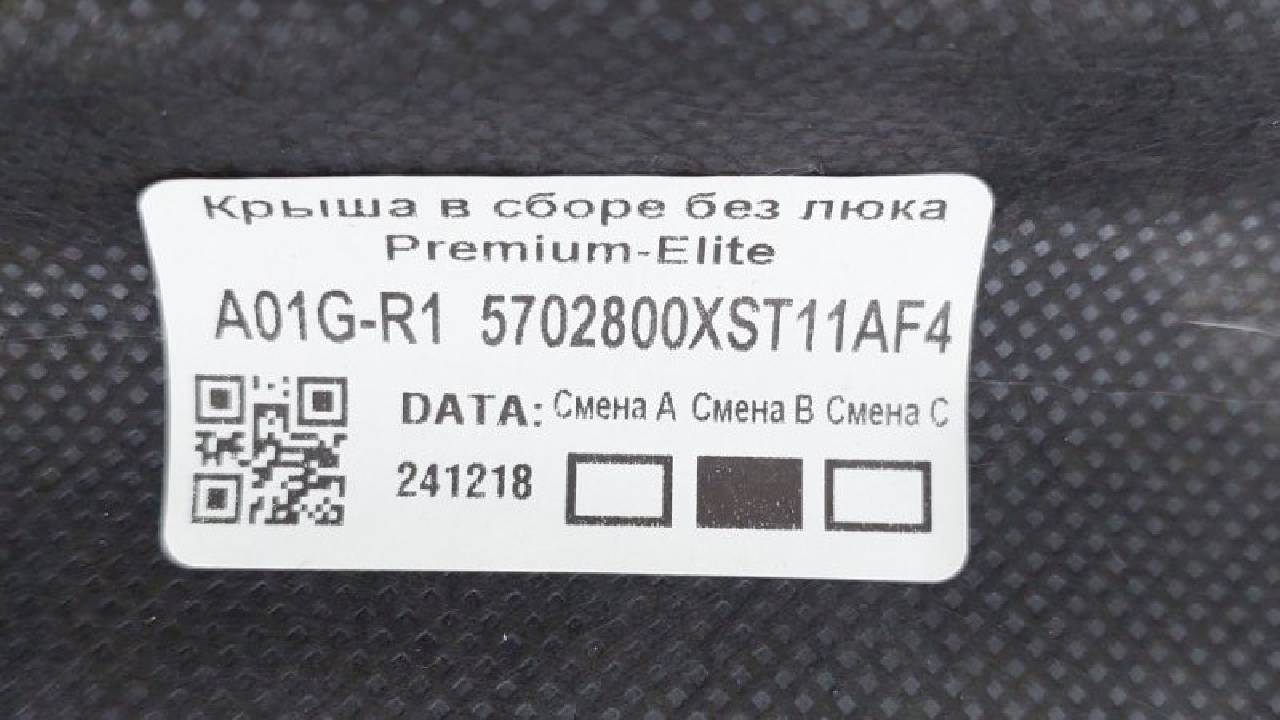 Крыша в сборе без люка
Premium-Elite
A01G-R1 5702800XST11AF4
DATA: Смена А Смена В Смена С
241218